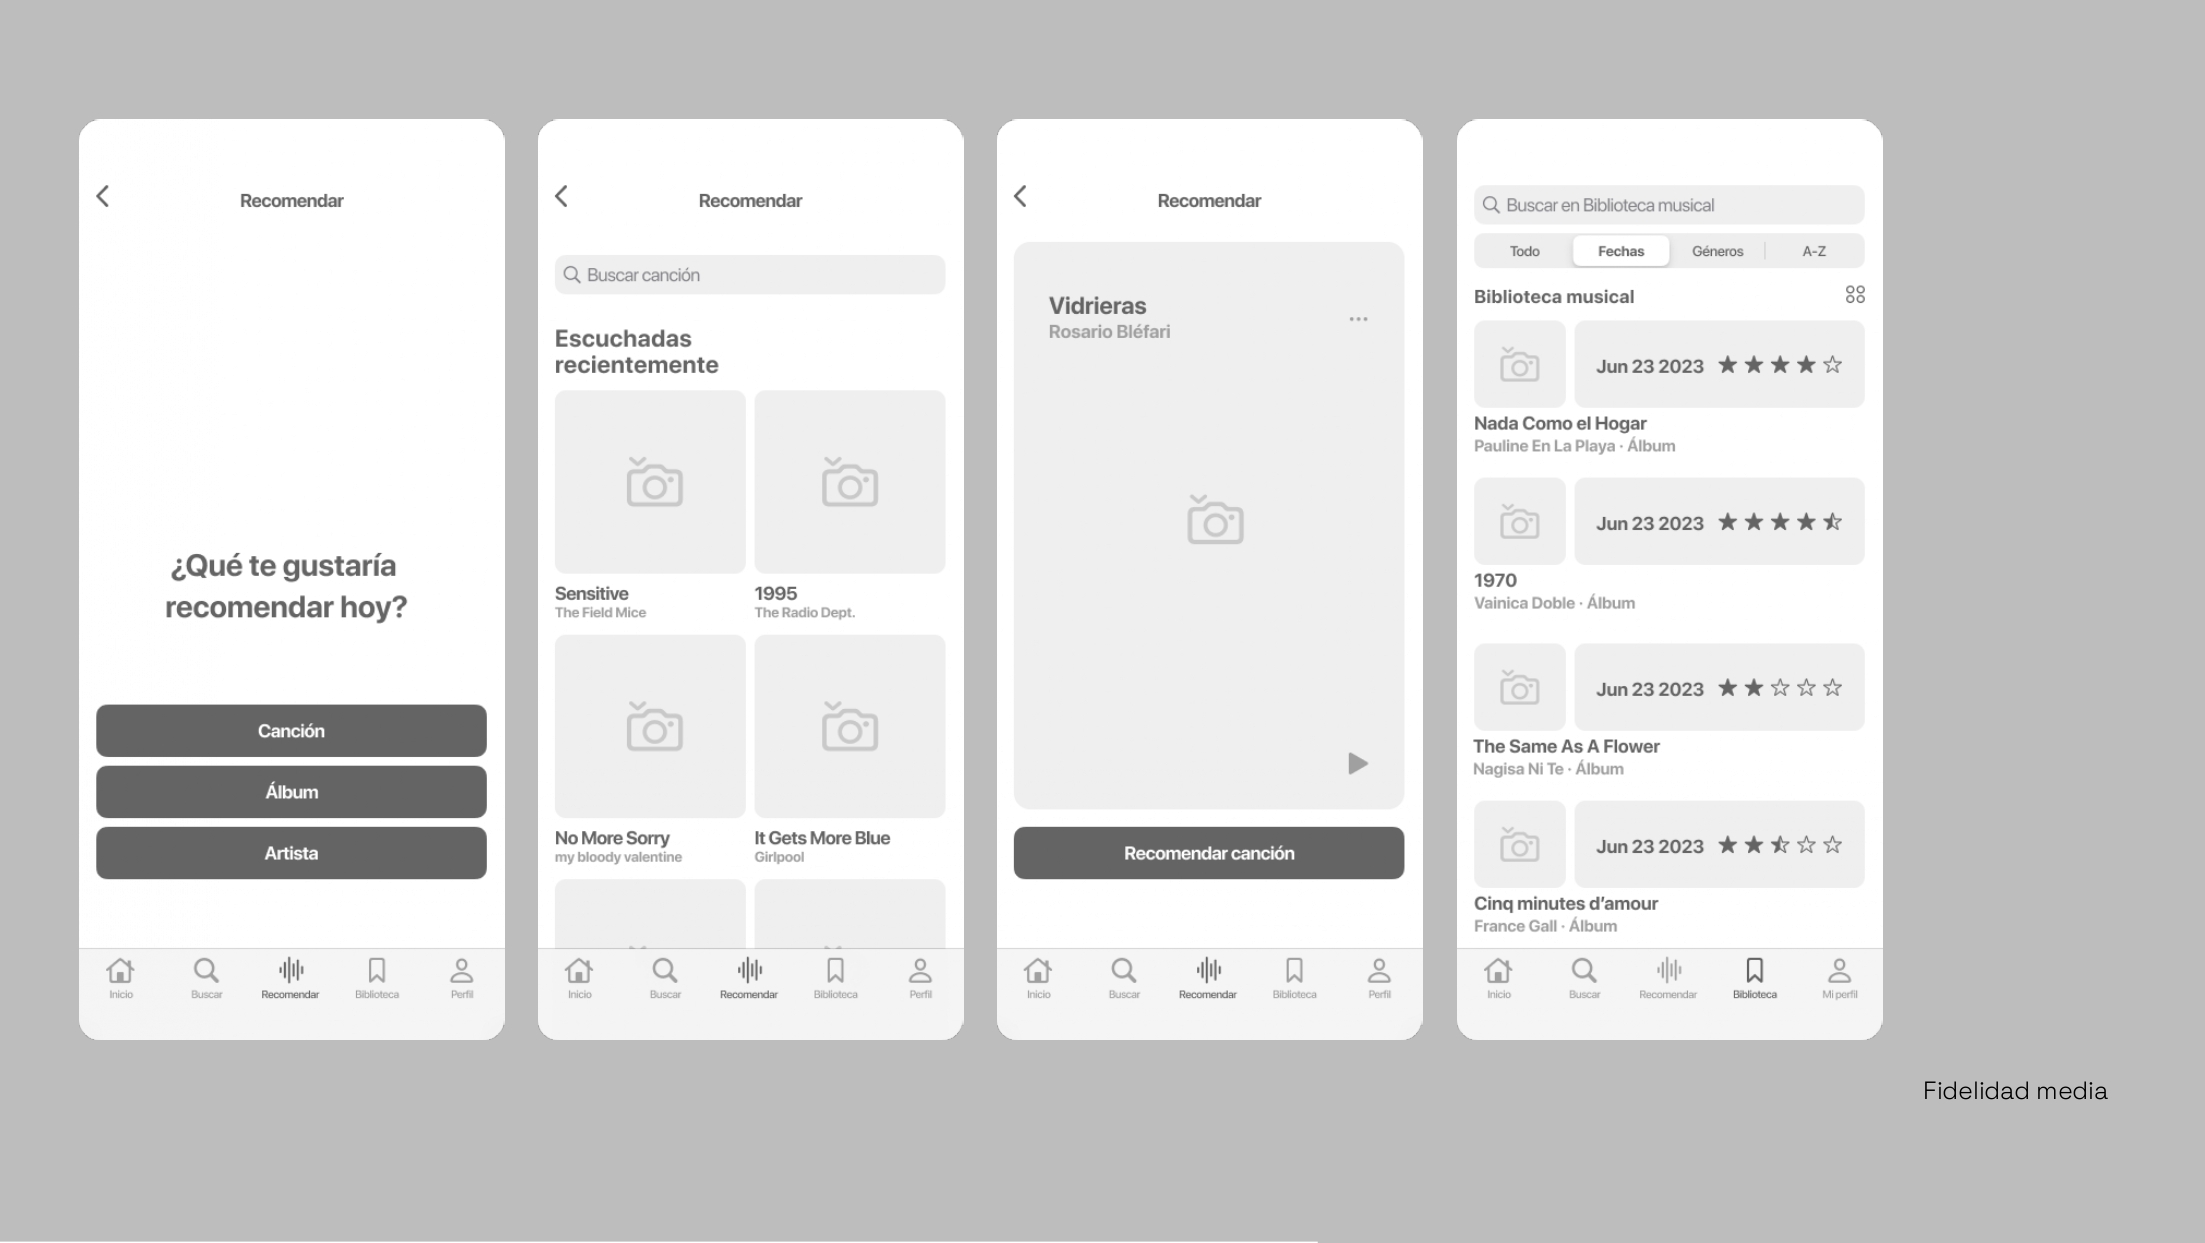 Recomendar
¿Qué te gustaría
recomendar hoy?
Canción
Álbum
Artista
Inicio Buscar Recomendar Biblioteca Perfil
Recomendar
Buscar canción
Escuchadas
recientemente
Sensitive 1995
The Field Mice The Radio Dept.
No More Sorry It Gets More Blue
my bloody valentine Girlpool
Inicio Buscar Recomendar Biblioteca Perfil
Recomendar
Vidrieras
Rosario Bléfari
Recomendar canción
Inicio Buscar Recomendar Biblioteca Perfil
Buscar en Biblioteca musical
Todo Fechas Géneros A-Z
Biblioteca musical
Jun 23 2023
Nada Como el Hogar
Pauline En La Playa · Álbum
Jun 23 2023
1970
Vainica Doble · Álbum
Jun 23 2023
The Same As A Flower
Nagisa Ni Te · Álbum
Jun 23 2023
Cinq minutes d’amour
France Gall · Álbum
Inicio Buscar Recomendar Biblioteca Mi perfil
Fidelidad media